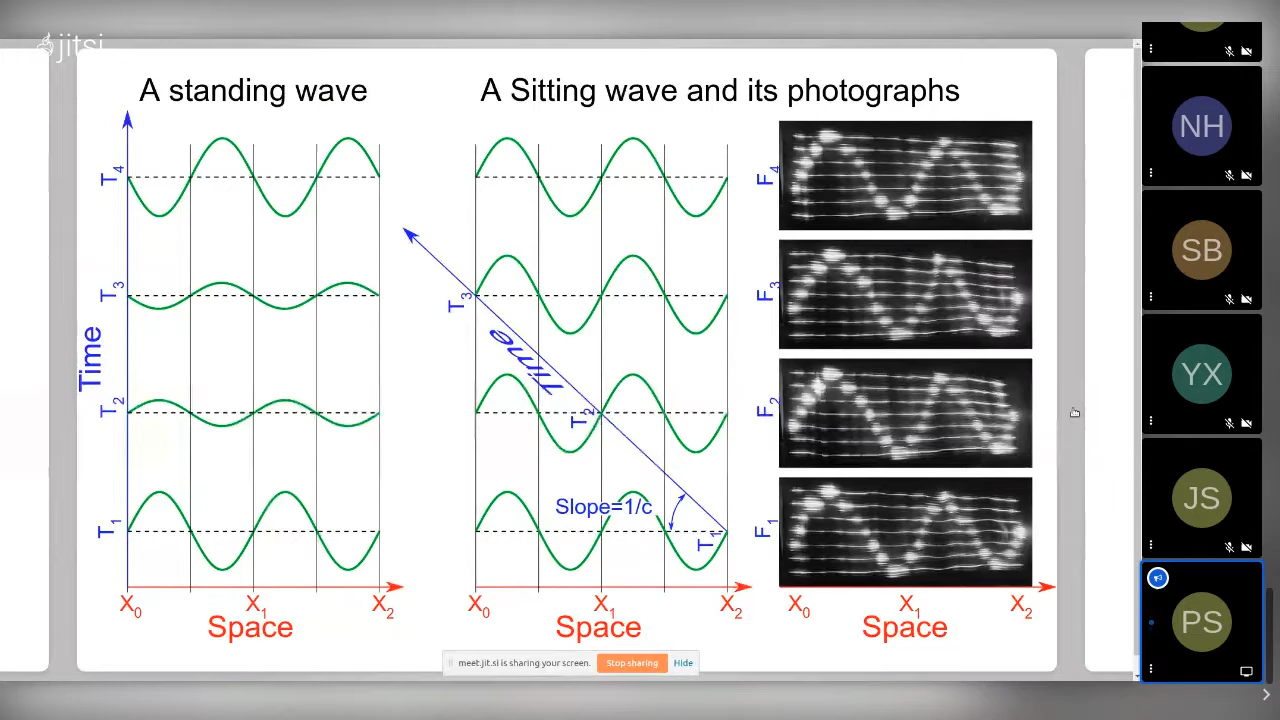 jitsi
A standing wave
A Sitting wave and its photographs
T4
T3
T2
T1
Time
X0
X1
X2
Space
T3
Time
T2
Slope=1/c
T1
X0
X1
X2
Space
F4
F3
F2
F1
X0
X1
X2
Space
meet.jit.si is sharing your screen.
Stop sharing
Hide
NH
SB
YX
JS
PS